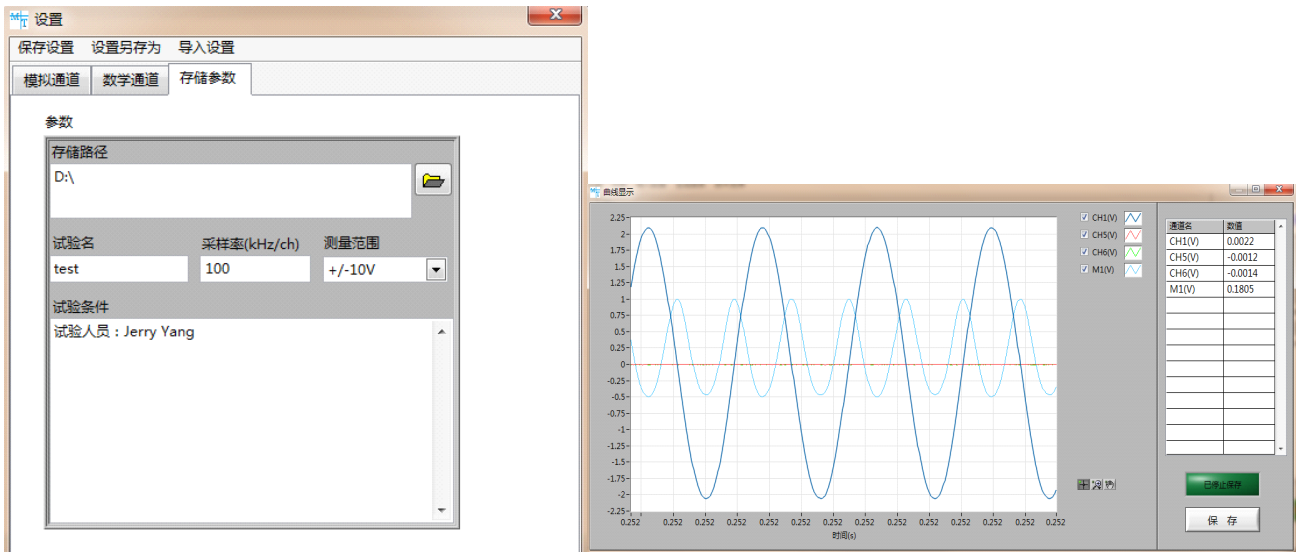 MT 设置
保存设置 设置另存为 导入设置
模拟通道 数学通道 存储参数
参数
存储路径
D:\
试验名 采样率(kHz/ch) 测量范围
test 100 +/-10V
试验条件
试验人员：Jerry Yang
MT 曲线显示
2.25
2
1.75
1.5
1.25
1
0.75
0.5
0.25
0
-0.25
-0.5
-0.75
-1
-1.25
-1.5
-1.75
-2
-2.25
0.252 0.252 0.252 0.252 0.252 0.252 0.252 0.252 0.252 0.252 0.252 0.252 0.252
时间(s)
CH1(V)
CH5(V)
CH6(V)
M1(V)
通道名 数值
CH1(V) 0.0022
CH5(V) -0.0012
CH6(V) -0.0014
M1(V) 0.1805
已停止保存
保 存